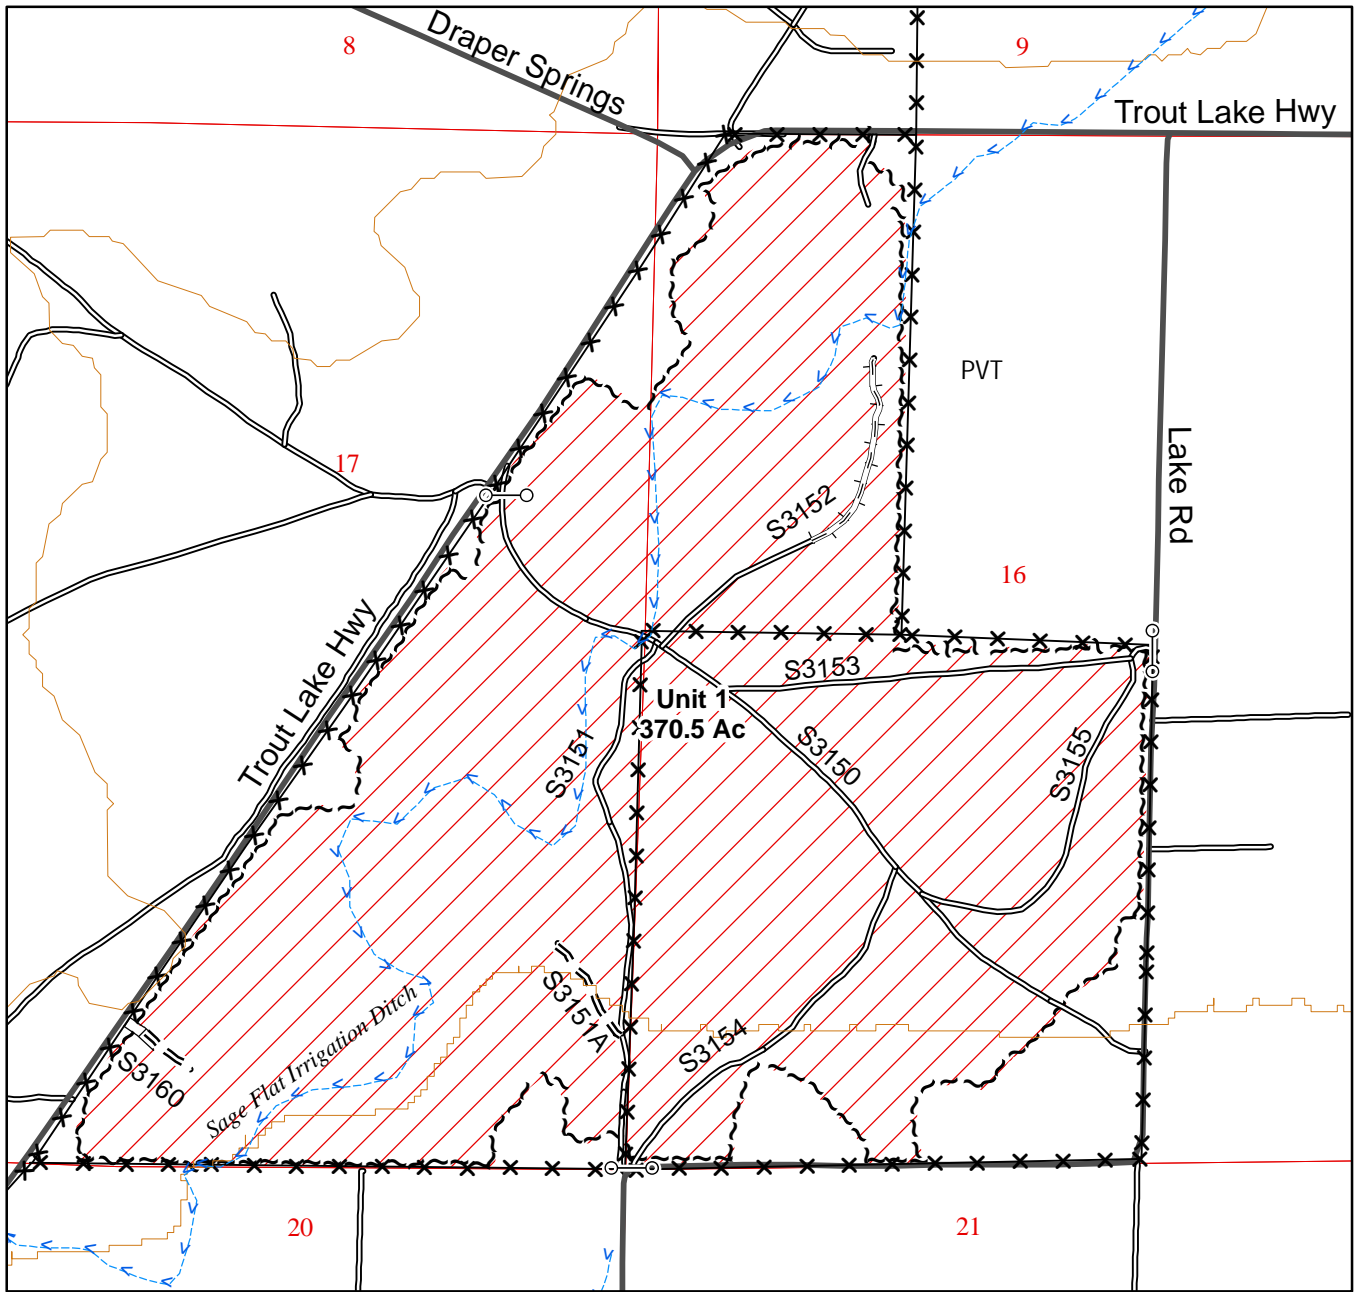 8
9
Draper Springs
Trout Lake Hwy
PVT
Lake Rd
17
S3152
16
Trout Lake Hwy
S3153
Unit 1
370.5 Ac
S3151
S3150
S3155
S3151A
S3154
Sage Flat Irrigation Ditch
S3160
20
21